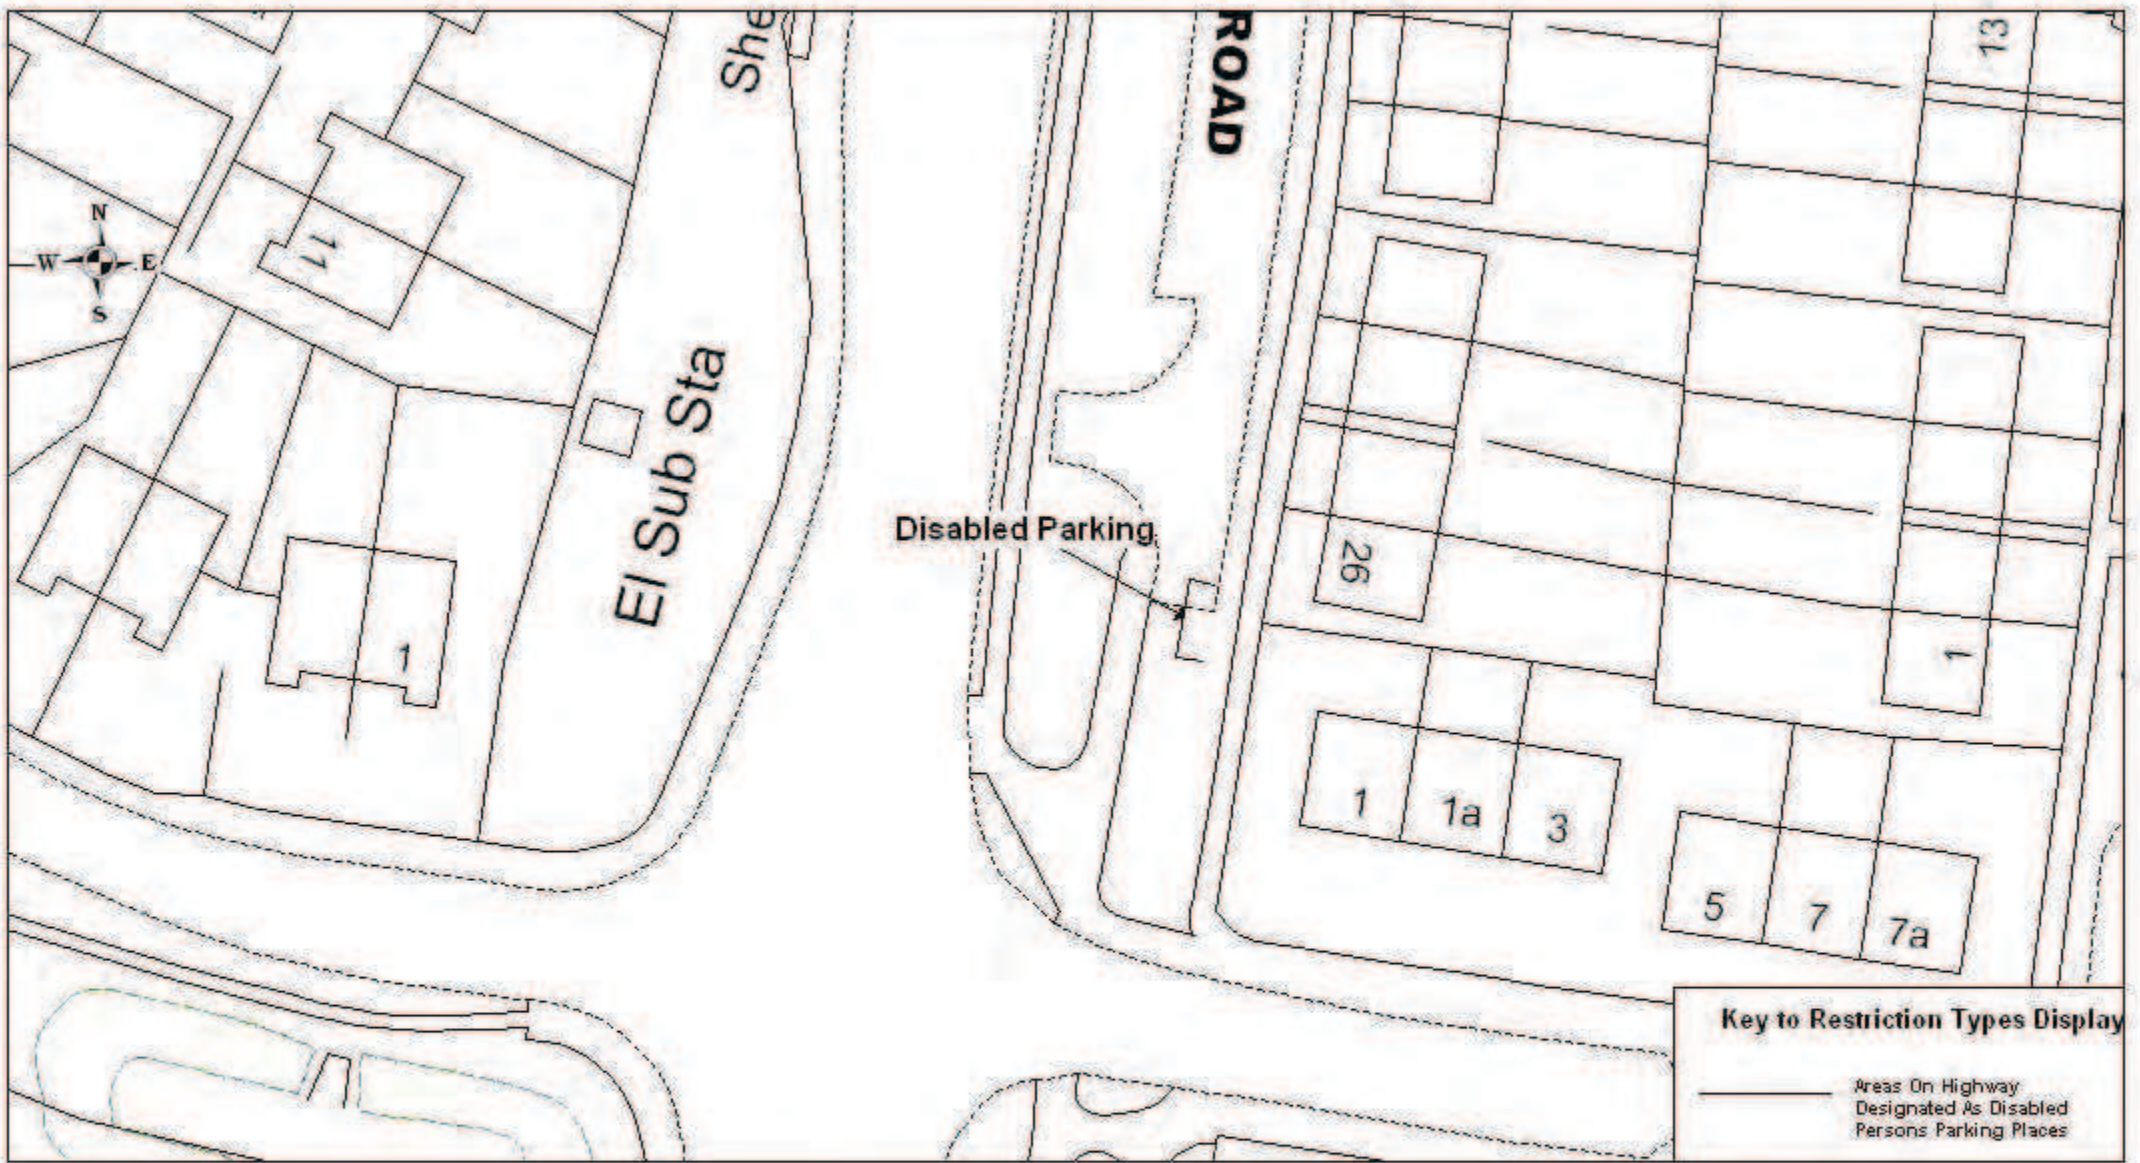 She
ROAD
13
N
W E
S
11
El Sub Sta
Disabled Parking
26
1
1
1
1a
3
5
7
7a
Key to Restriction Types Display
Areas On Highway
Designated As Disabled
Persons Parking Places